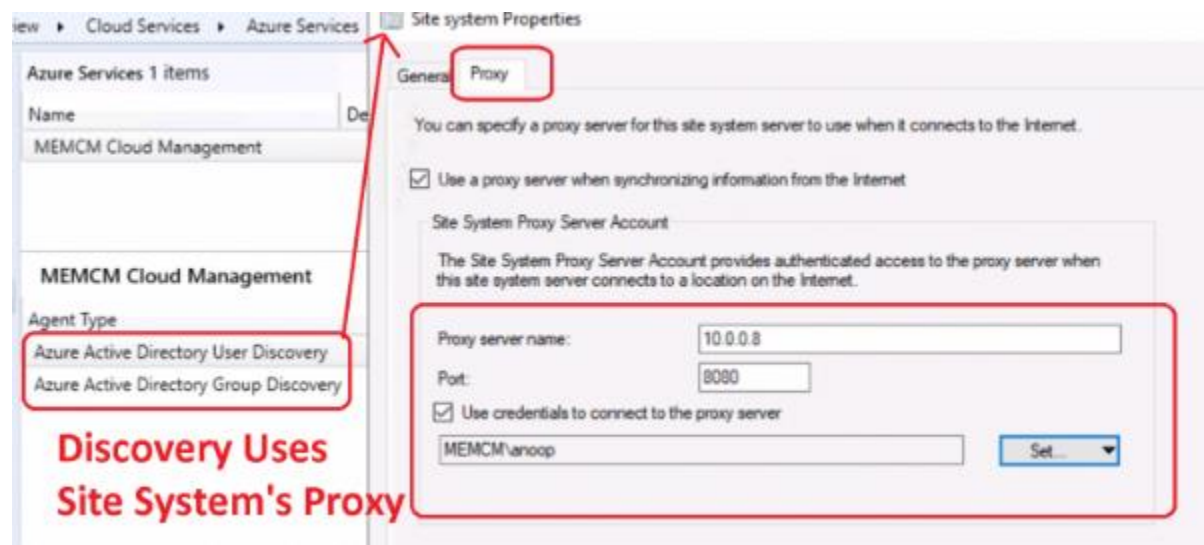 iew ▸ Cloud Services ▸ Azure Services
Azure Services 1 items
Name De
MEMCM Cloud Management
MEMCM Cloud Management
Agent Type
Azure Active Directory User Discovery
Azure Active Directory Group Discovery
Discovery Uses
Site System's Proxy
Site system Properties
General Proxy
You can specify a proxy server for this site system server to use when it connects to the Internet.
Use a proxy server when synchronizing information from the Internet
Site System Proxy Server Account
The Site System Proxy Server Account provides authenticated access to the proxy server when
this site system server connects to a location on the Internet.
Proxy server name: 10.0.0.8
Port: 8080
Use credentials to connect to the proxy server
MEMCM\anoop Set...